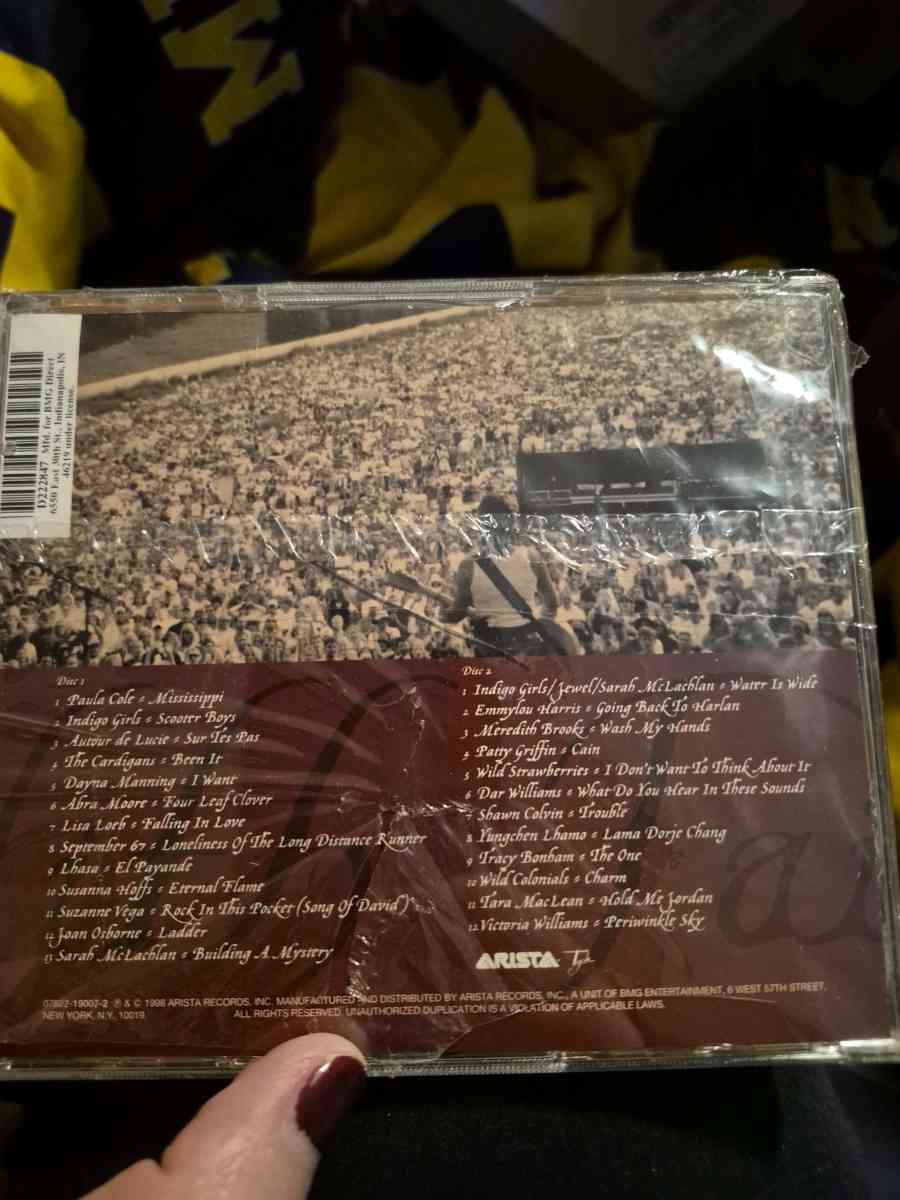 D222847 Mfd. for BMG Direct
6550 East 30th St., Indianapolis, IN
46219 under license.
Disc 1
1 Paula Cole = Mississippi
2 Indigo Girls = Scooter Boys
3 Autour de Lucie = Sur Tes Pas
4 The Cardigans = Been It
5 Dayna Manning = I Want
6 Abra Moore = Four Leaf Clover
7 Lisa Loeb = Falling In Love
8 September 67 = Loneliness Of The Long Distance Runner
9 Lhasa = El Payande
10 Susanna Hoffs = Eternal Flame
11 Suzanne Vega = Rock In This Pocket (Song Of David)
12 Joan Osborne = Ladder
13 Sarah McLachlan = Building A Mystery
Disc 2
1 Indigo Girls/Jewel/Sarah McLachlan = Water Is Wide
2 Emmylou Harris = Going Back To Harlan
3 Meredith Brooks = Wash My Hands
4 Patty Griffin = Cain
5 Wild Strawberries = I Don't Want To Think About It
6 Dar Williams = What Do You Hear In These Sounds
7 Shawn Colvin = Trouble
8 Yungchen Lhamo = Lama Dorje Chang
9 Tracy Bonham = The One
10 Wild Colonials = Charm
11 Tara MacLean = Hold Me Jordan
12 Victoria Williams = Periwinkle Sky
ARISTA
07822-19007-2 ℗ & © 1998 ARISTA RECORDS, INC. MANUFACTURED AND DISTRIBUTED BY ARISTA RECORDS, INC., A UNIT OF BMG ENTERTAINMENT, 6 WEST 57TH STREET,
NEW YORK, N.Y. 10019. ALL RIGHTS RESERVED. UNAUTHORIZED DUPLICATION IS A VIOLATION OF APPLICABLE LAWS.